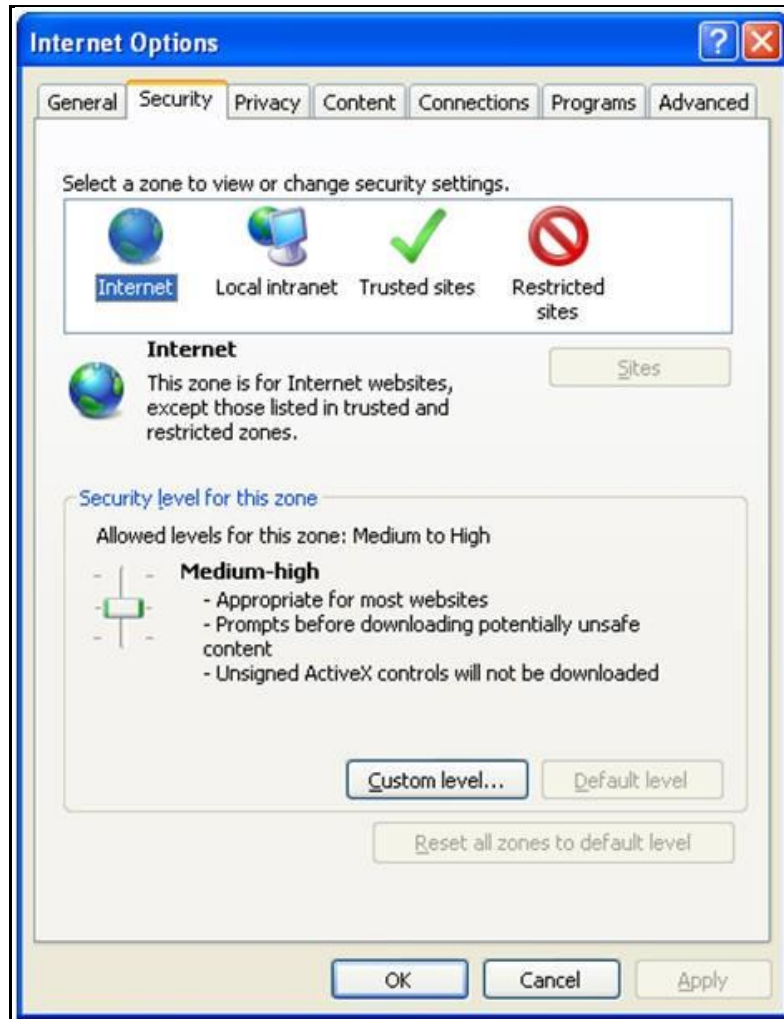 Internet Options
General Security Privacy Content Connections Programs Advanced
Select a zone to view or change security settings.
Internet Local intranet Trusted sites Restricted
sites
Internet
Sites
This zone is for Internet websites,
except those listed in trusted and
restricted zones.
Security level for this zone
Allowed levels for this zone: Medium to High
Medium-high
- Appropriate for most websites
- Prompts before downloading potentially unsafe
content
- Unsigned ActiveX controls will not be downloaded
Custom level... Default level
Reset all zones to default level
OK Cancel Apply